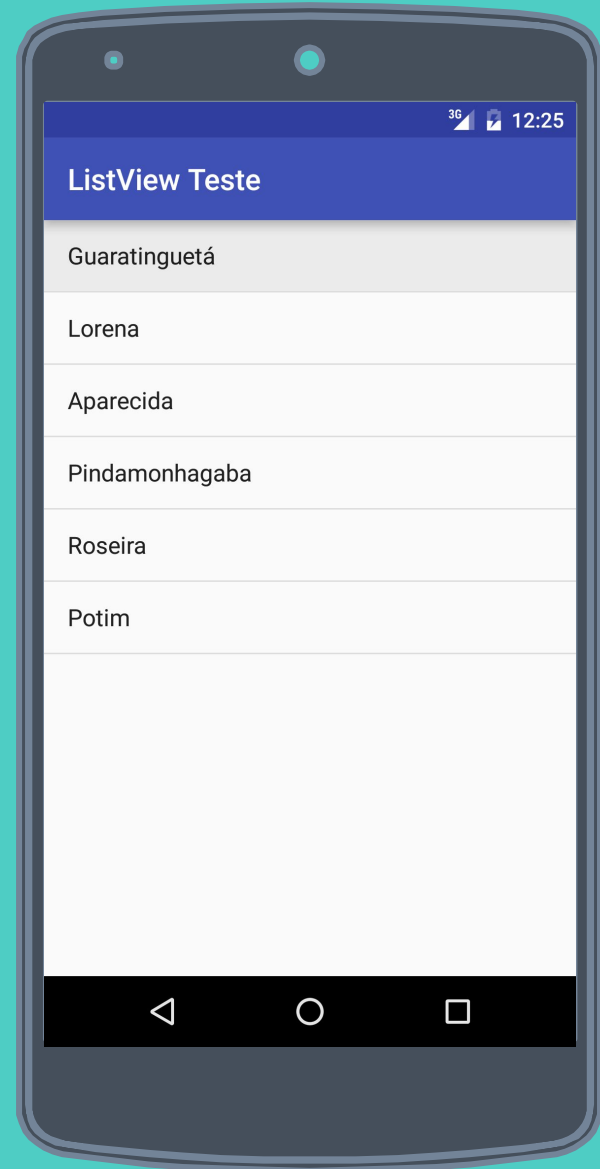 3G 12:25
ListView Teste
Guaratinguetá
Lorena
Aparecida
Pindamonhagaba
Roseira
Potim